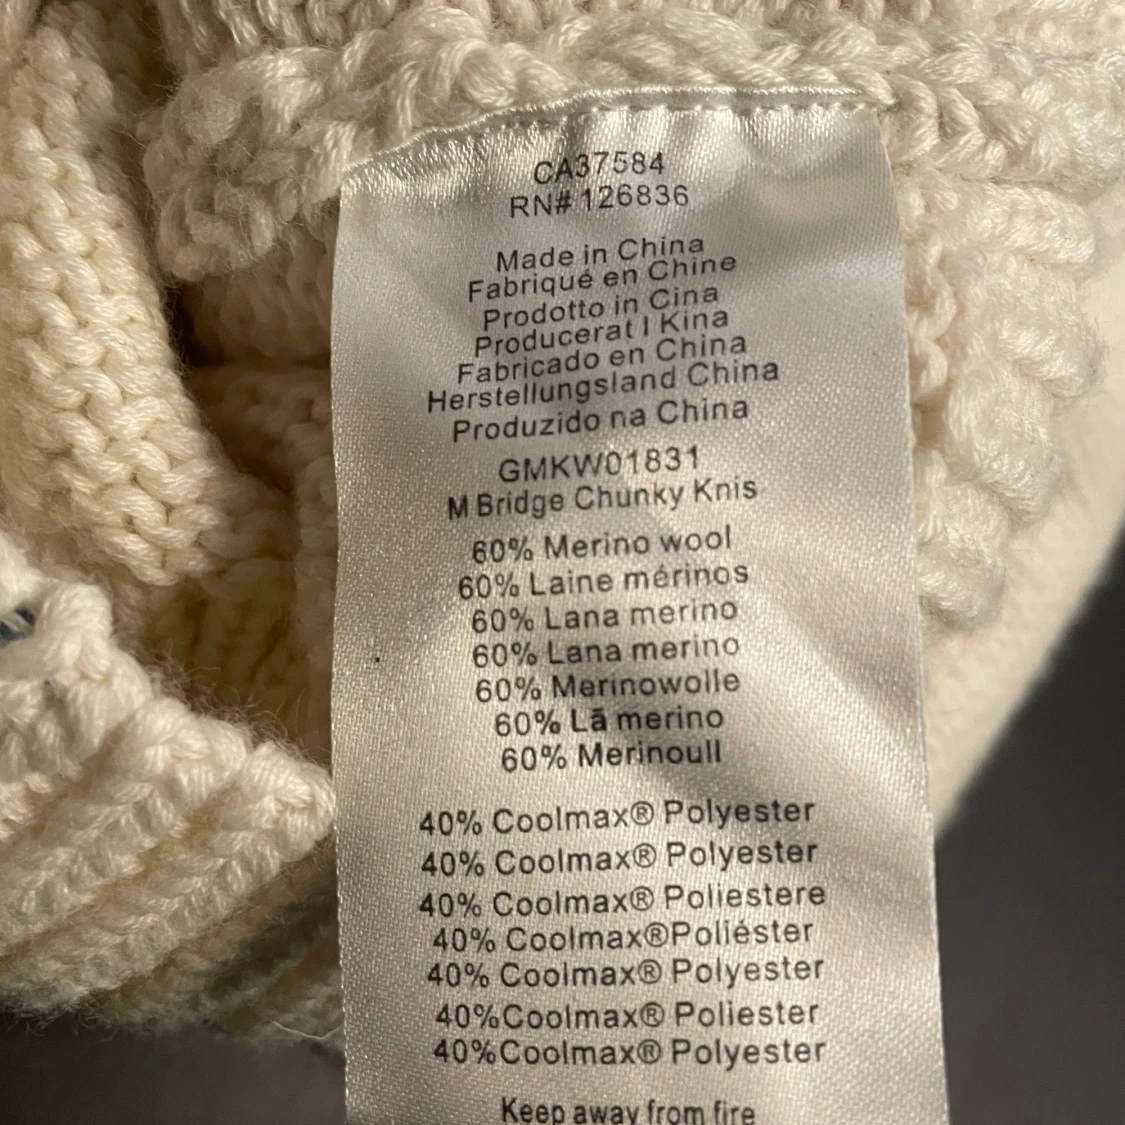 CA37584
RN# 126836
Made in China
Fabriqué en Chine
Prodotto in Cina
Producerat I Kina
Fabricado en China
Herstellungsland China
Produzido na China
GMKW01831
M Bridge Chunky Knis
60% Merino wool
60% Laine mérinos
60% Lana merino
60% Lana merino
60% Merinowolle
60% Lã merino
60% Merinoull
40% Coolmax® Polyester
40% Coolmax® Polyester
40% Coolmax® Poliestere
40% Coolmax®Poliéster
40% Coolmax® Polyester
40%Coolmax® Poliester
40%Coolmax® Polyester
Keep away from fire